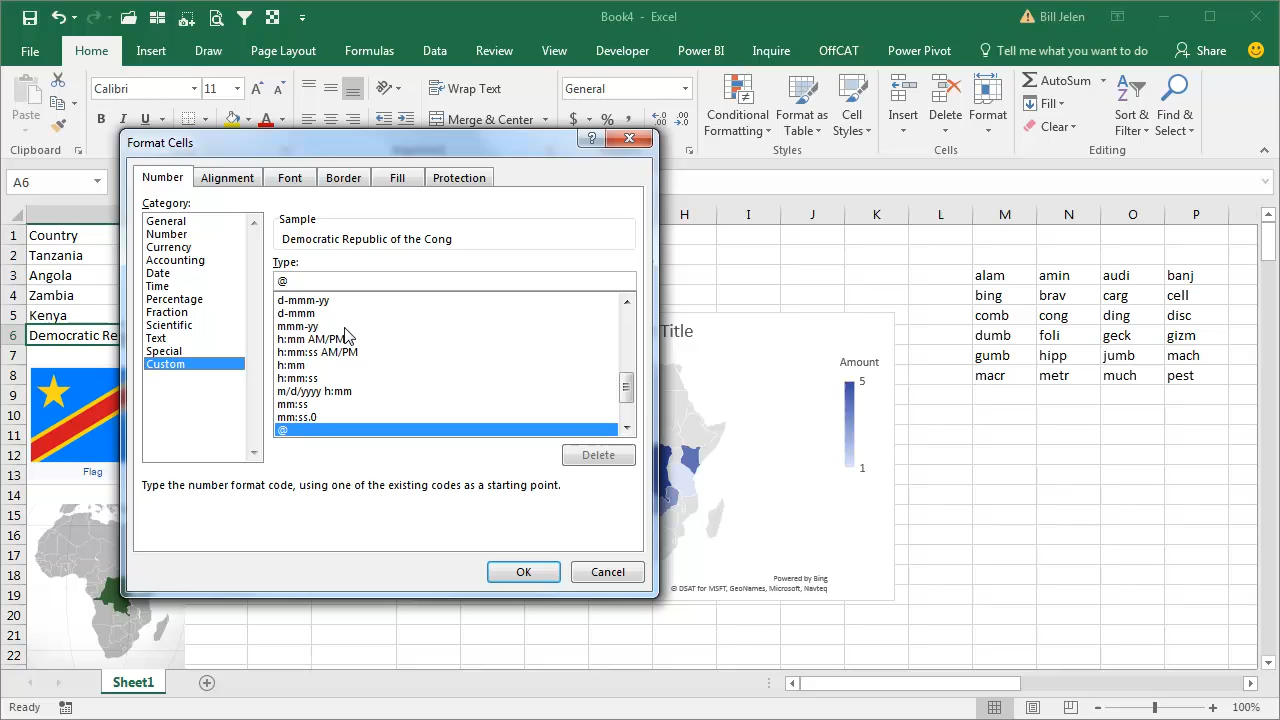 Book4 - Excel
Bill Jelen
File Home Insert Draw Page Layout Formulas Data Review View Developer Power BI Inquire OffCAT Power Pivot Tell me what you want to do Share
Calibri 11 Wrap Text General AutoSum
Paste Conditional Format as Cell Insert Delete Format Fill Sort & Find &
B I U A Merge & Center $ % Formatting Table Styles Clear Filter Select
Clipboard Styles Cells Editing
Format Cells
Number Alignment Font Border Fill Protection
A6
Category:
General
Number
Currency
Accounting
Date
Time
Percentage
Fraction
Scientific
Text
Special
Custom
Sample
Democratic Republic of the Cong
Type:
@
d-mmm-yy
d-mmm
mmm-yy
h:mm AM/PM
h:mm:ss AM/PM
h:mm
h:mm:ss
m/d/yyyy h:mm
mm:ss
mm:ss.0
@
Delete
Type the number format code, using one of the existing codes as a starting point.
OK Cancel
H I J K L M N O P
1 Country
2 Tanzania
3 Angola alam amin audi banj
4 Zambia bing brav carg cell
5 Kenya comb cong ding disc
6 Democratic Re dumb foli geck gizm
7 gumb hipp jumb mach
8 macr metr much pest
9
10
11
12
13
14
15
16
17
18
19
20
21
22
Flag
Title
Amount
5
1
Powered by Bing
© DSAT for MSFT, GeoNames, Microsoft, Navteq
Sheet1
Ready 100%